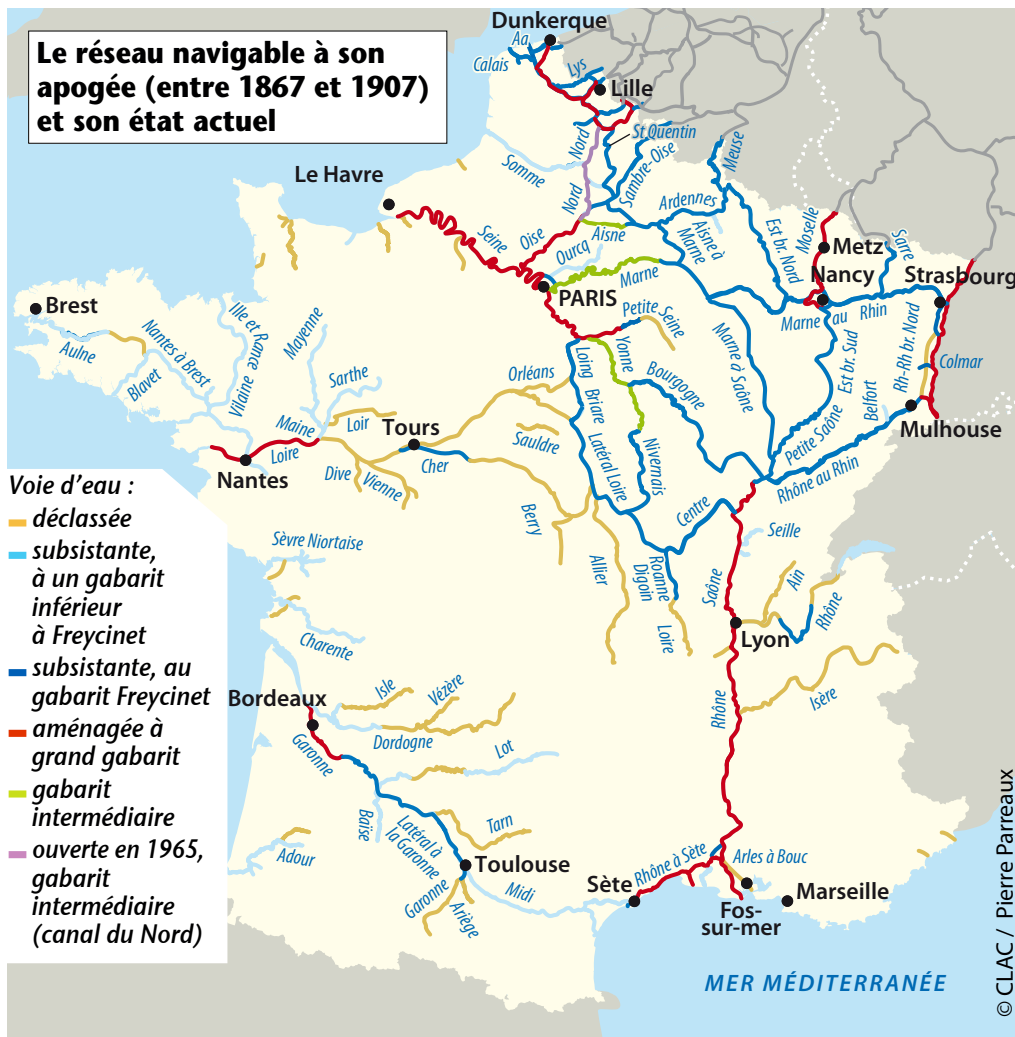 Le réseau navigable à son
apogée (entre 1867 et 1907)
et son état actuel
Dunkerque
Aa
Calais
Lys
Lille
St Quentin
Nord
Sambre-Oise
Somme
Meuse
Le Havre
Nord
Ardennes
Seine
Oise
Aisne
Aisne à
Marne
Est br. Nord
Moselle
Metz
Sarre
Ourcq
Nancy
Strasbourg
PARIS
Marne
Marne au Rhin
Brest
Aulne
Nantes à Brest
Blavet
Ille et Rance
Vilaine
Mayenne
Sarthe
Petite Seine
Yonne
Loing
Orléans
Briare
Bourgogne
Marne à Saône
Est br. Sud
Rh-Rh br. Nord
Colmar
Belfort
Mulhouse
Maine
Loir
Tours
Sauldre
Latéral Loire
Nivernais
Petite Saône
Rhône au Rhin
Nantes
Loire
Dive
Vienne
Cher
Berry
Centre
Voie d’eau :
déclassée
subsistante,
à un gabarit
inférieur
à Freycinet
subsistante, au
gabarit Freycinet
aménagée à
grand gabarit
gabarit
intermédiaire
ouverte en 1965,
gabarit
intermédiaire
(canal du Nord)
Sèvre Niortaise
Seille
Allier
Roanne
Digoin
Loire
Saône
Ain
Rhône
Lyon
Charente
Isère
Rhône
Bordeaux
Isle
Vézère
Dordogne
Garonne
Lot
Baïse
Latéral à
la Garonne
Tarn
Adour
Toulouse
Garonne
Ariège
Midi
Sète
Rhône à Sète
Arles à Bouc
Marseille
Fos-
sur-mer
MER MÉDITERRANÉE
© CLAC / Pierre Parreaux